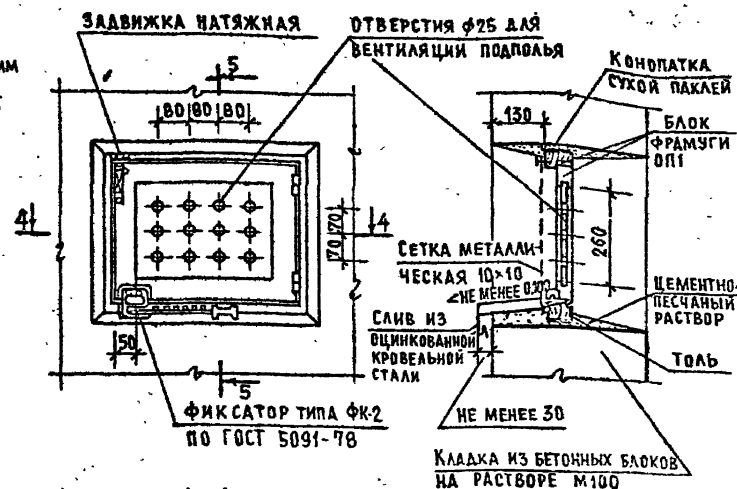 ЗАДВИЖКА НАТЯЖНАЯ
ОТВЕРСТИЯ ф25 ДЛЯ
ВЕНТИЛЯЦИИ ПОДПОЛЬЯ
ИМ
5
80 80 80
4
4
70
70
50
5
ФИКСАТОР ТИПА ФК-2
ПО ГОСТ 5091-78
КОНОПАТКА
СУХОЙ ПАКЛЕЙ
130
БЛОК
ФРАМУГИ
ОП1
260
СЕТКА МЕТАЛЛИ-
ЧЕСКАЯ 10×10
НЕ МЕНЕЕ
СЛИВ ИЗ
ОЦИНКОВАННОЙ
КРОВЕЛЬНОЙ
СТАЛИ
ЦЕМЕНТНО-
ПЕСЧАНЫЙ
РАСТВОР
ТОЛЬ
НЕ МЕНЕЕ 30
КЛАДКА ИЗ БЕТОННЫХ БЛОКОВ
НА РАСТВОРЕ М100